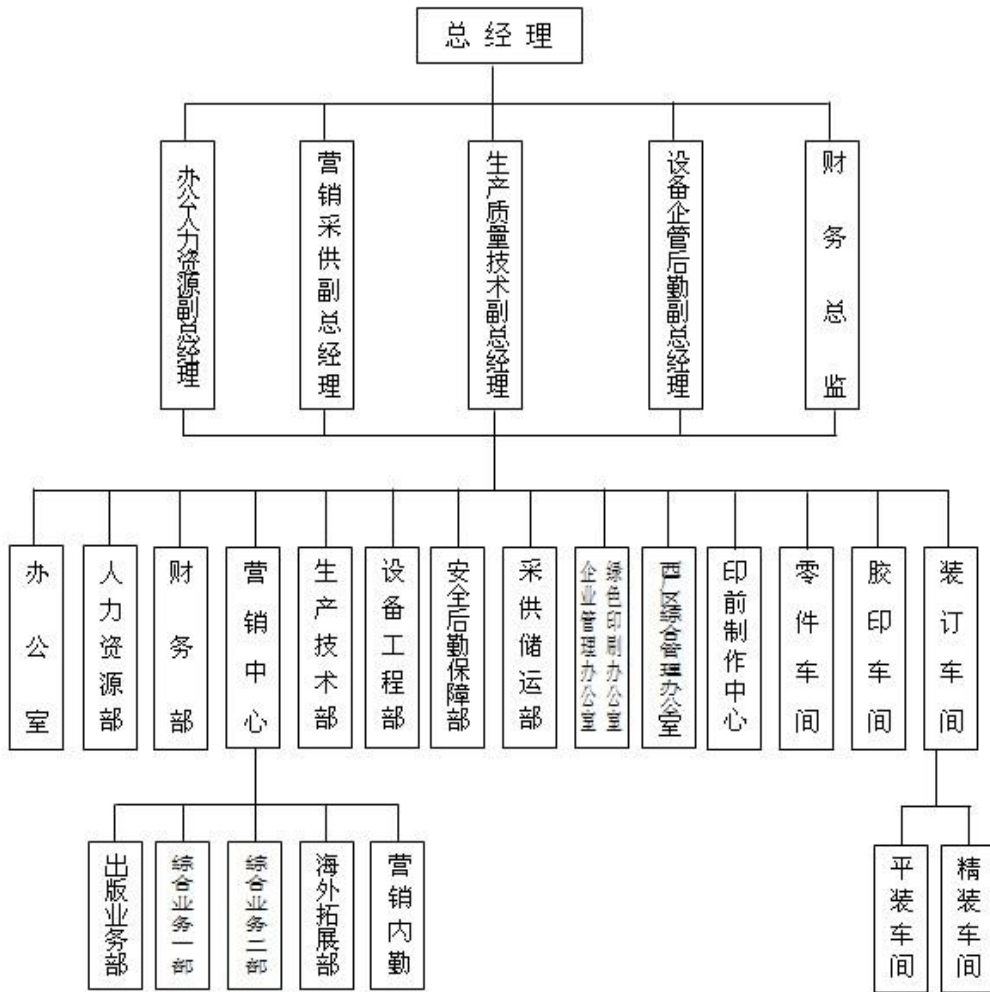 总经理
办公人力资源副总经理
营销采供副总经理
生产质量技术副总经理
设备企管后勤副总经理
财务总监
办公室
人力资源部
财务部
营销中心
生产技术部
设备工程部
安全后勤保障部
采供储运部
企业管理办公室
绿色印刷办公室
西厂区综合管理办公室
印前制作中心
零件车间
胶印车间
装订车间
出版业务部
综合业务一部
综合业务二部
海外拓展部
营销内勤
平装车间
精装车间